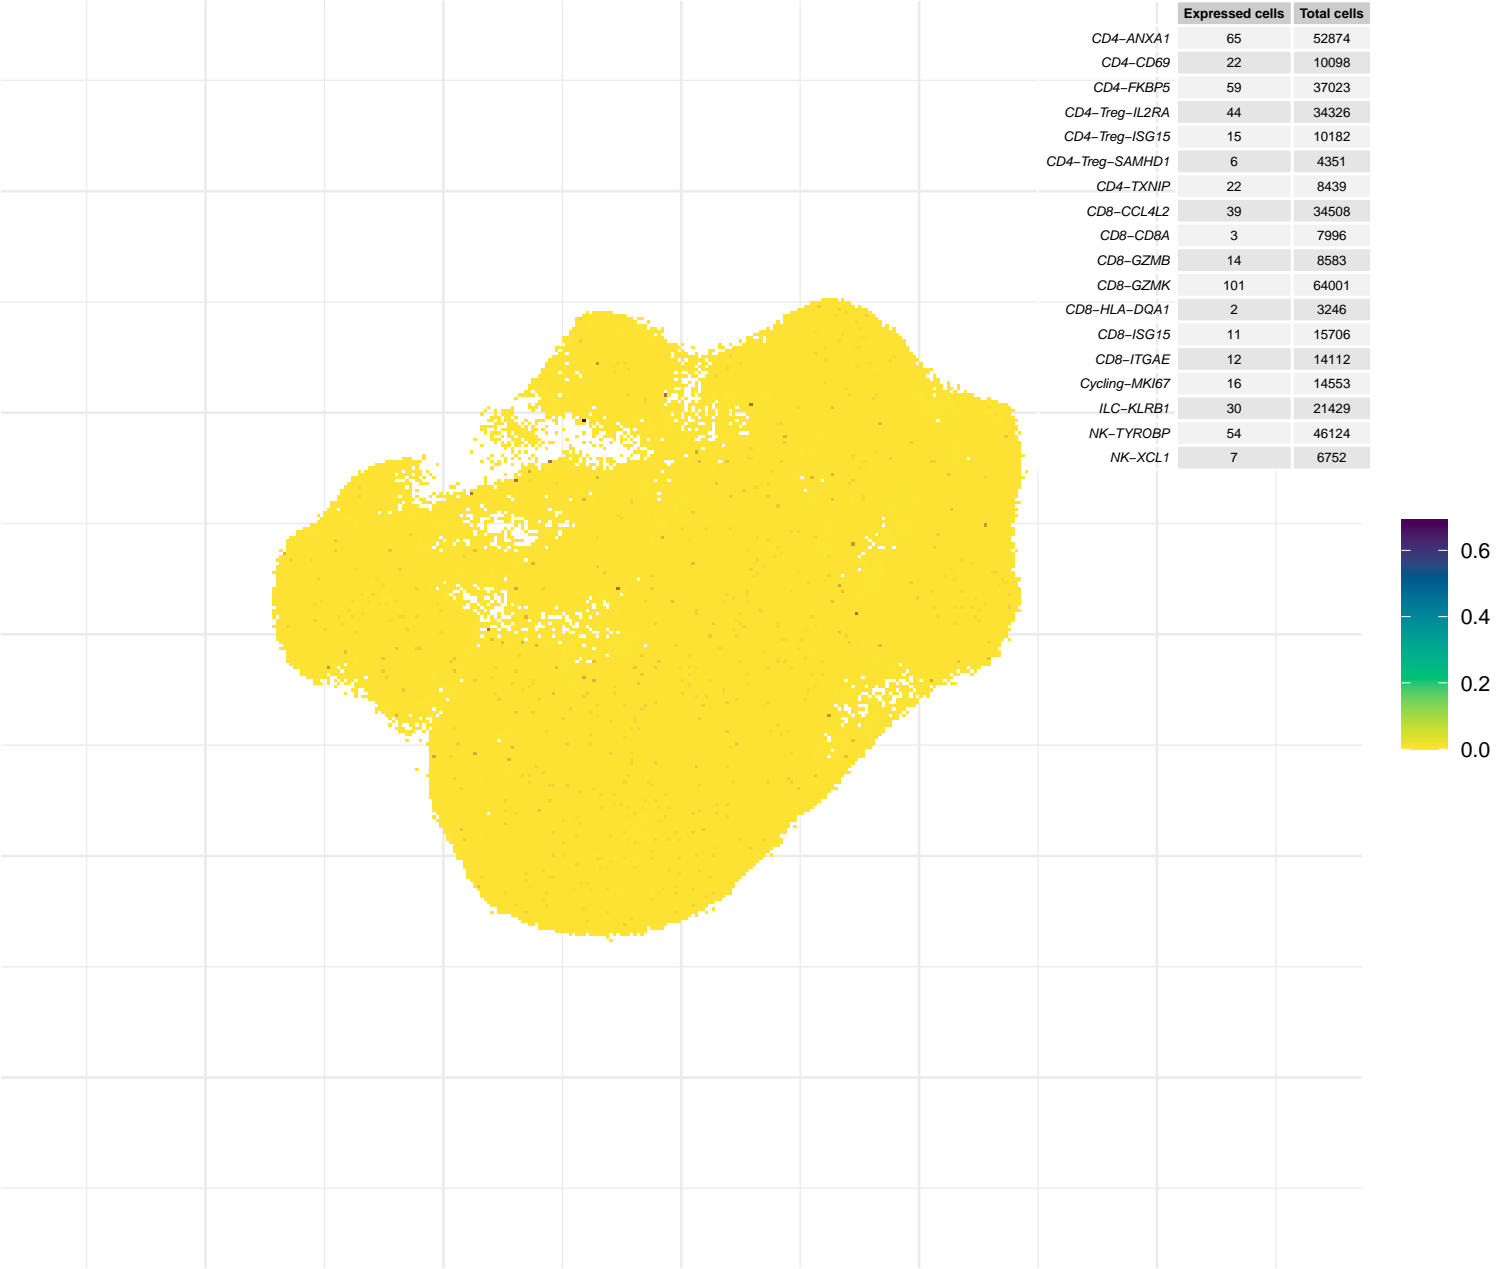 Expressed cells Total cells
CD4−ANXA1 65 52874
CD4−CD69 22 10098
CD4−FKBP5 59 37023
CD4−Treg−IL2RA 44 34326
CD4−Treg−ISG15 15 10182
CD4−Treg−SAMHD1 6 4351
CD4−TXNIP 22 8439
CD8−CCL4L2 39 34508
CD8−CD8A 3 7996
CD8−GZMB 14 8583
CD8−GZMK 101 64001
CD8−HLA−DQA1 2 3246
CD8−ISG15 11 15706
CD8−ITGAE 12 14112
Cycling−MKI67 16 14553
ILC−KLRB1 30 21429
NK−TYROBP 54 46124
NK−XCL1 7 6752
0.6
0.4
0.2
0.0